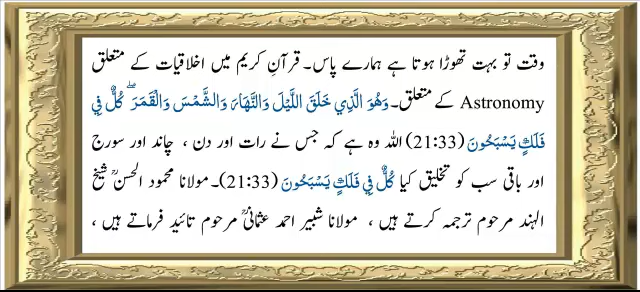 وقت تو بہت تھوڑا ہوتا ہے ہمارے پاس۔ قرآنِ کریم میں اخلاقیات کے متعلق
Astronomy کے متعلق۔ وَهُوَ الَّذِي خَلَقَ اللَّيْلَ وَالنَّهَارَ وَالشَّمْسَ وَالْقَمَرَ ۖ كُلٌّ فِي
فَلَكٍ يَسْبَحُونَ (21:33) اللہ وہ ہے کہ جس نے رات اور دن ، چاند اور سورج
اور باقی سب کو تخلیق کیا كُلٌّ فِي فَلَكٍ يَسْبَحُونَ (21:33)۔ مولانا محمود الحسنؒ شیخ
الہند مرحوم ترجمہ کرتے ہیں ، مولانا شبیر احمد عثمانیؒ مرحوم تائید فرماتے ہیں ،